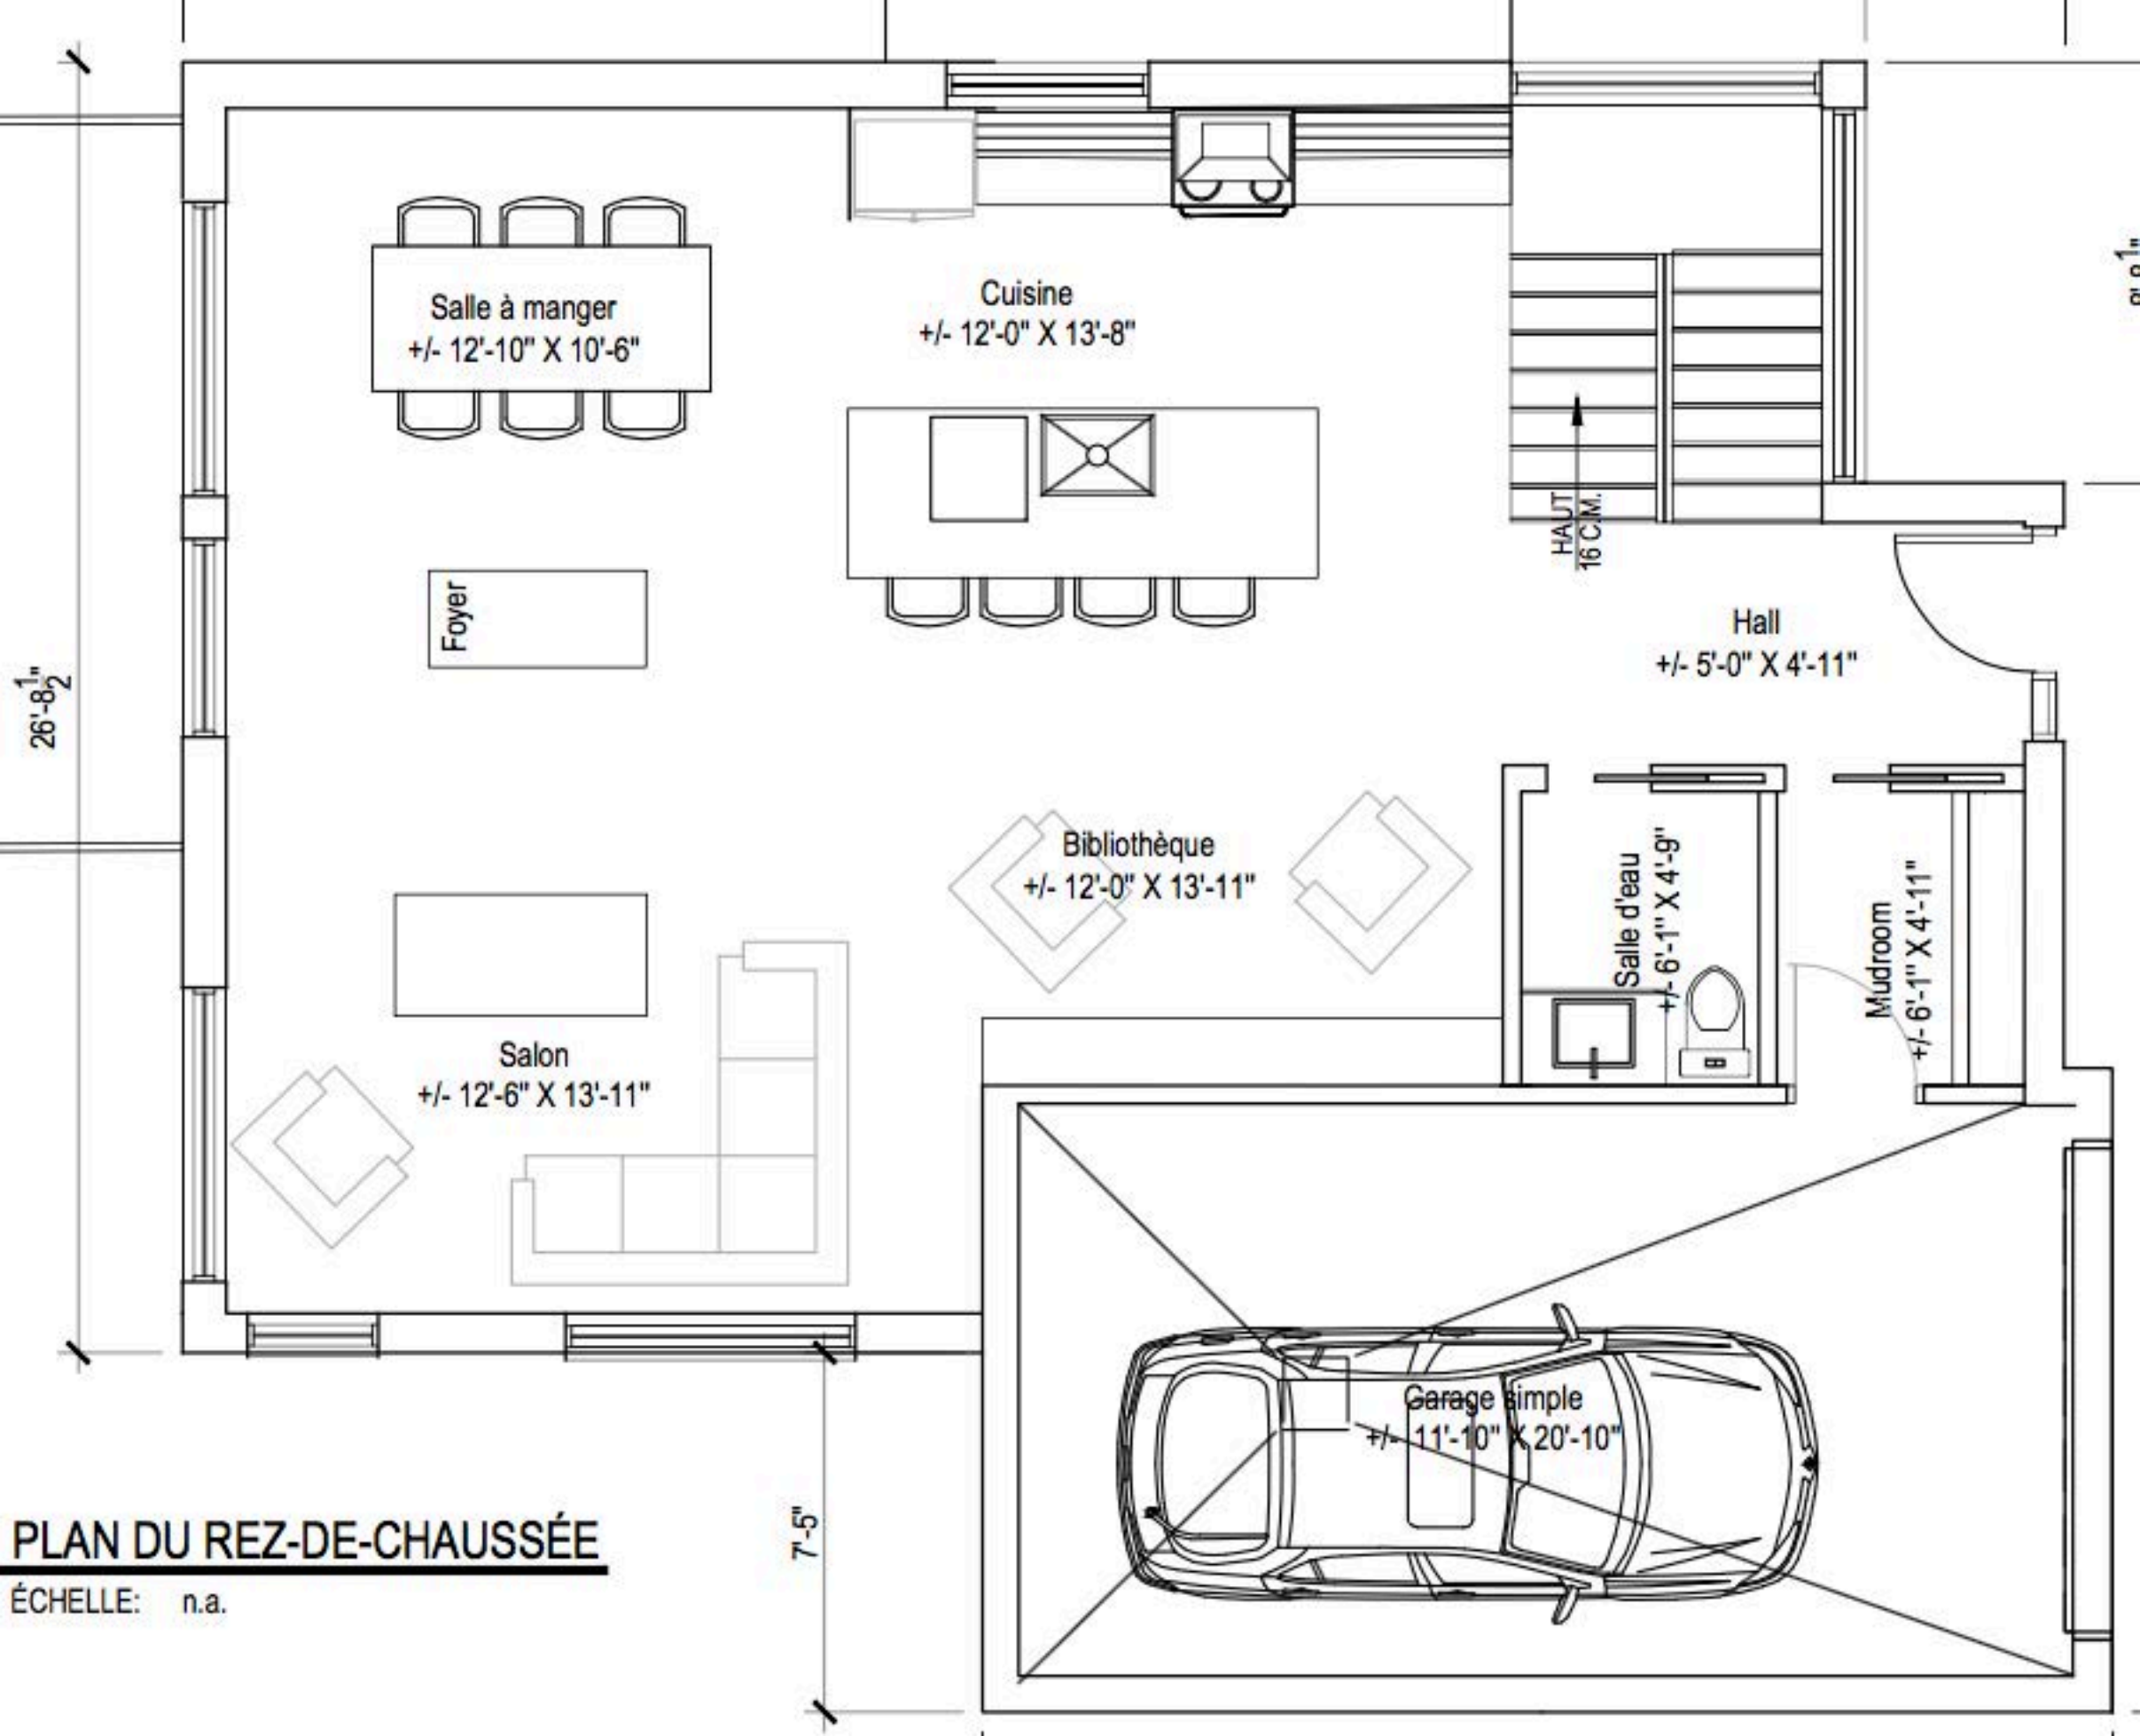 Salle à manger
+/- 12'-10" X 10'-6"
Cuisine
+/- 12'-0" X 13'-8"
HAUT
16 C.M.
Foyer
Hall
+/- 5'-0" X 4'-11"
26'-8 1/2"
Bibliothèque
+/- 12'-0" X 13'-11"
Salle d'eau
+/- 6'-1" X 4'-9"
Mudroom
+/- 6'-1" X 4'-11"
Salon
+/- 12'-6" X 13'-11"
Garage simple
+/- 11'-10" X 20'-10"
7'-5"
PLAN DU REZ-DE-CHAUSSÉE
ÉCHELLE: n.a.